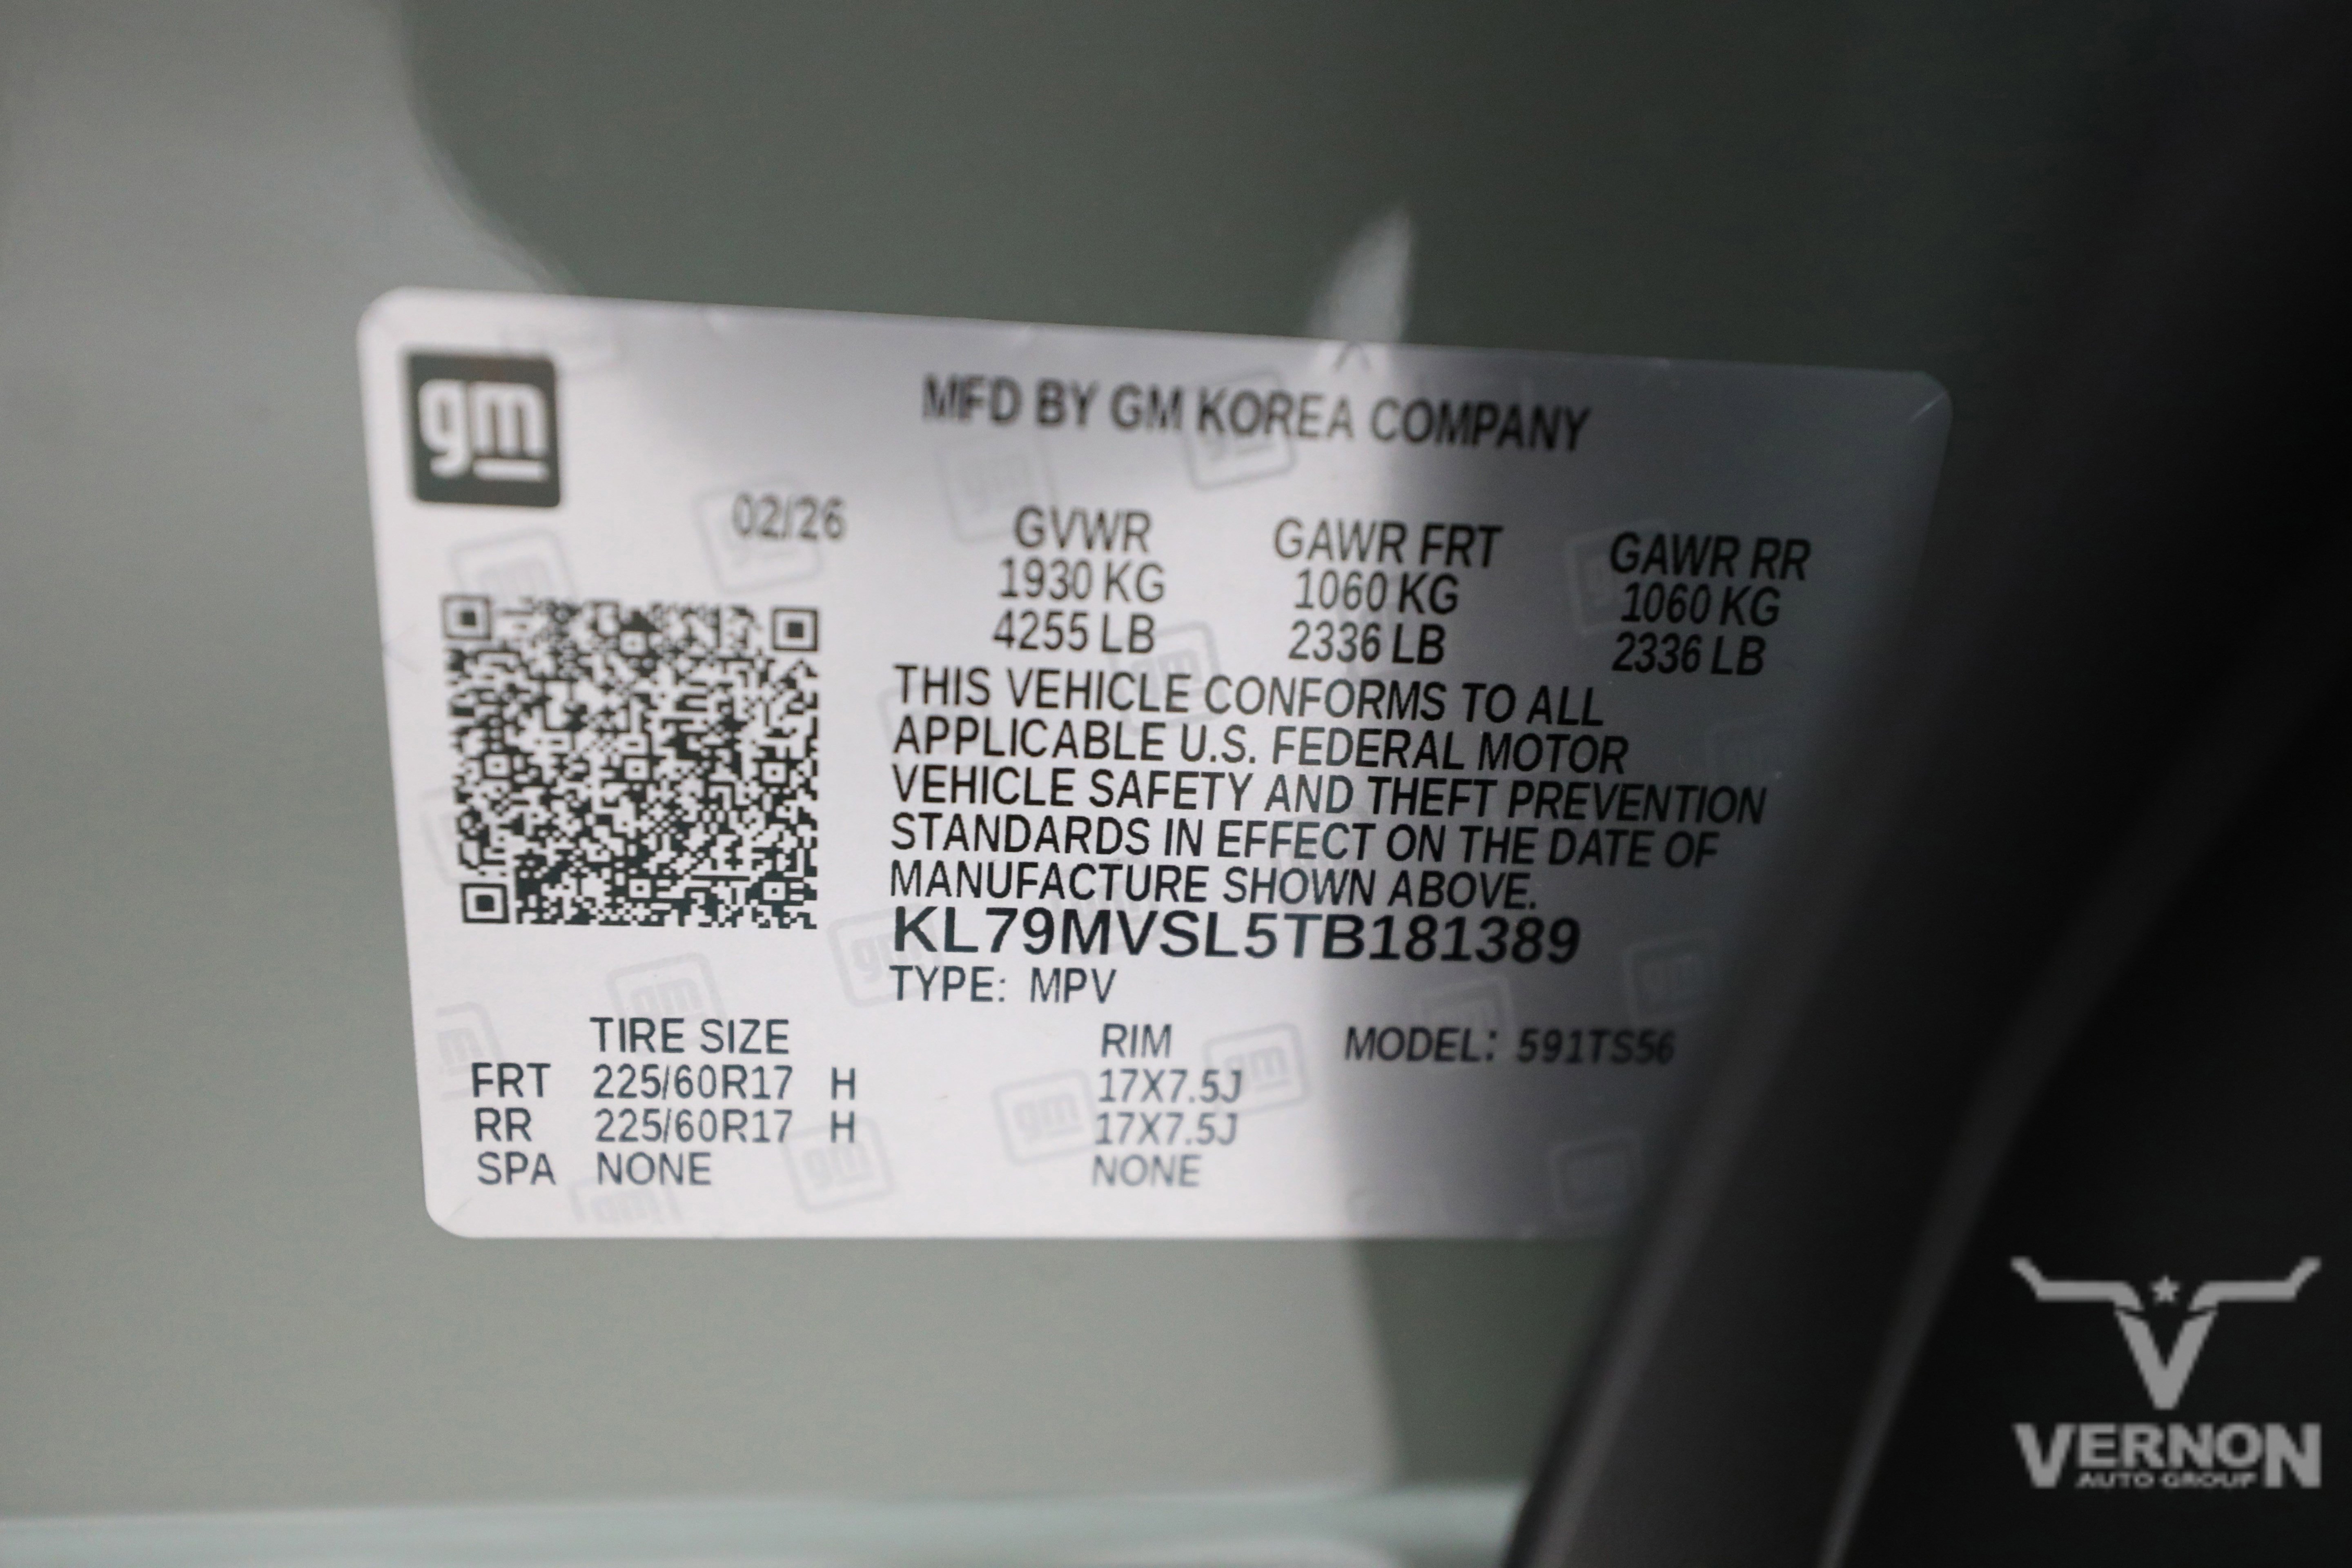 gm
MFD BY GM KOREA COMPANY
02/26
GVWR GAWR FRT GAWR RR
1930 KG 1060 KG 1060 KG
4255 LB 2336 LB 2336 LB
THIS VEHICLE CONFORMS TO ALL
APPLICABLE U.S. FEDERAL MOTOR
VEHICLE SAFETY AND THEFT PREVENTION
STANDARDS IN EFFECT ON THE DATE OF
MANUFACTURE SHOWN ABOVE.
KL79MVSL5TB181389
TYPE: MPV
TIRE SIZE RIM MODEL: 591TS56
FRT 225/60R17 H 17X7.5J
RR 225/60R17 H 17X7.5J
SPA NONE NONE
VERNON
AUTO GROUP